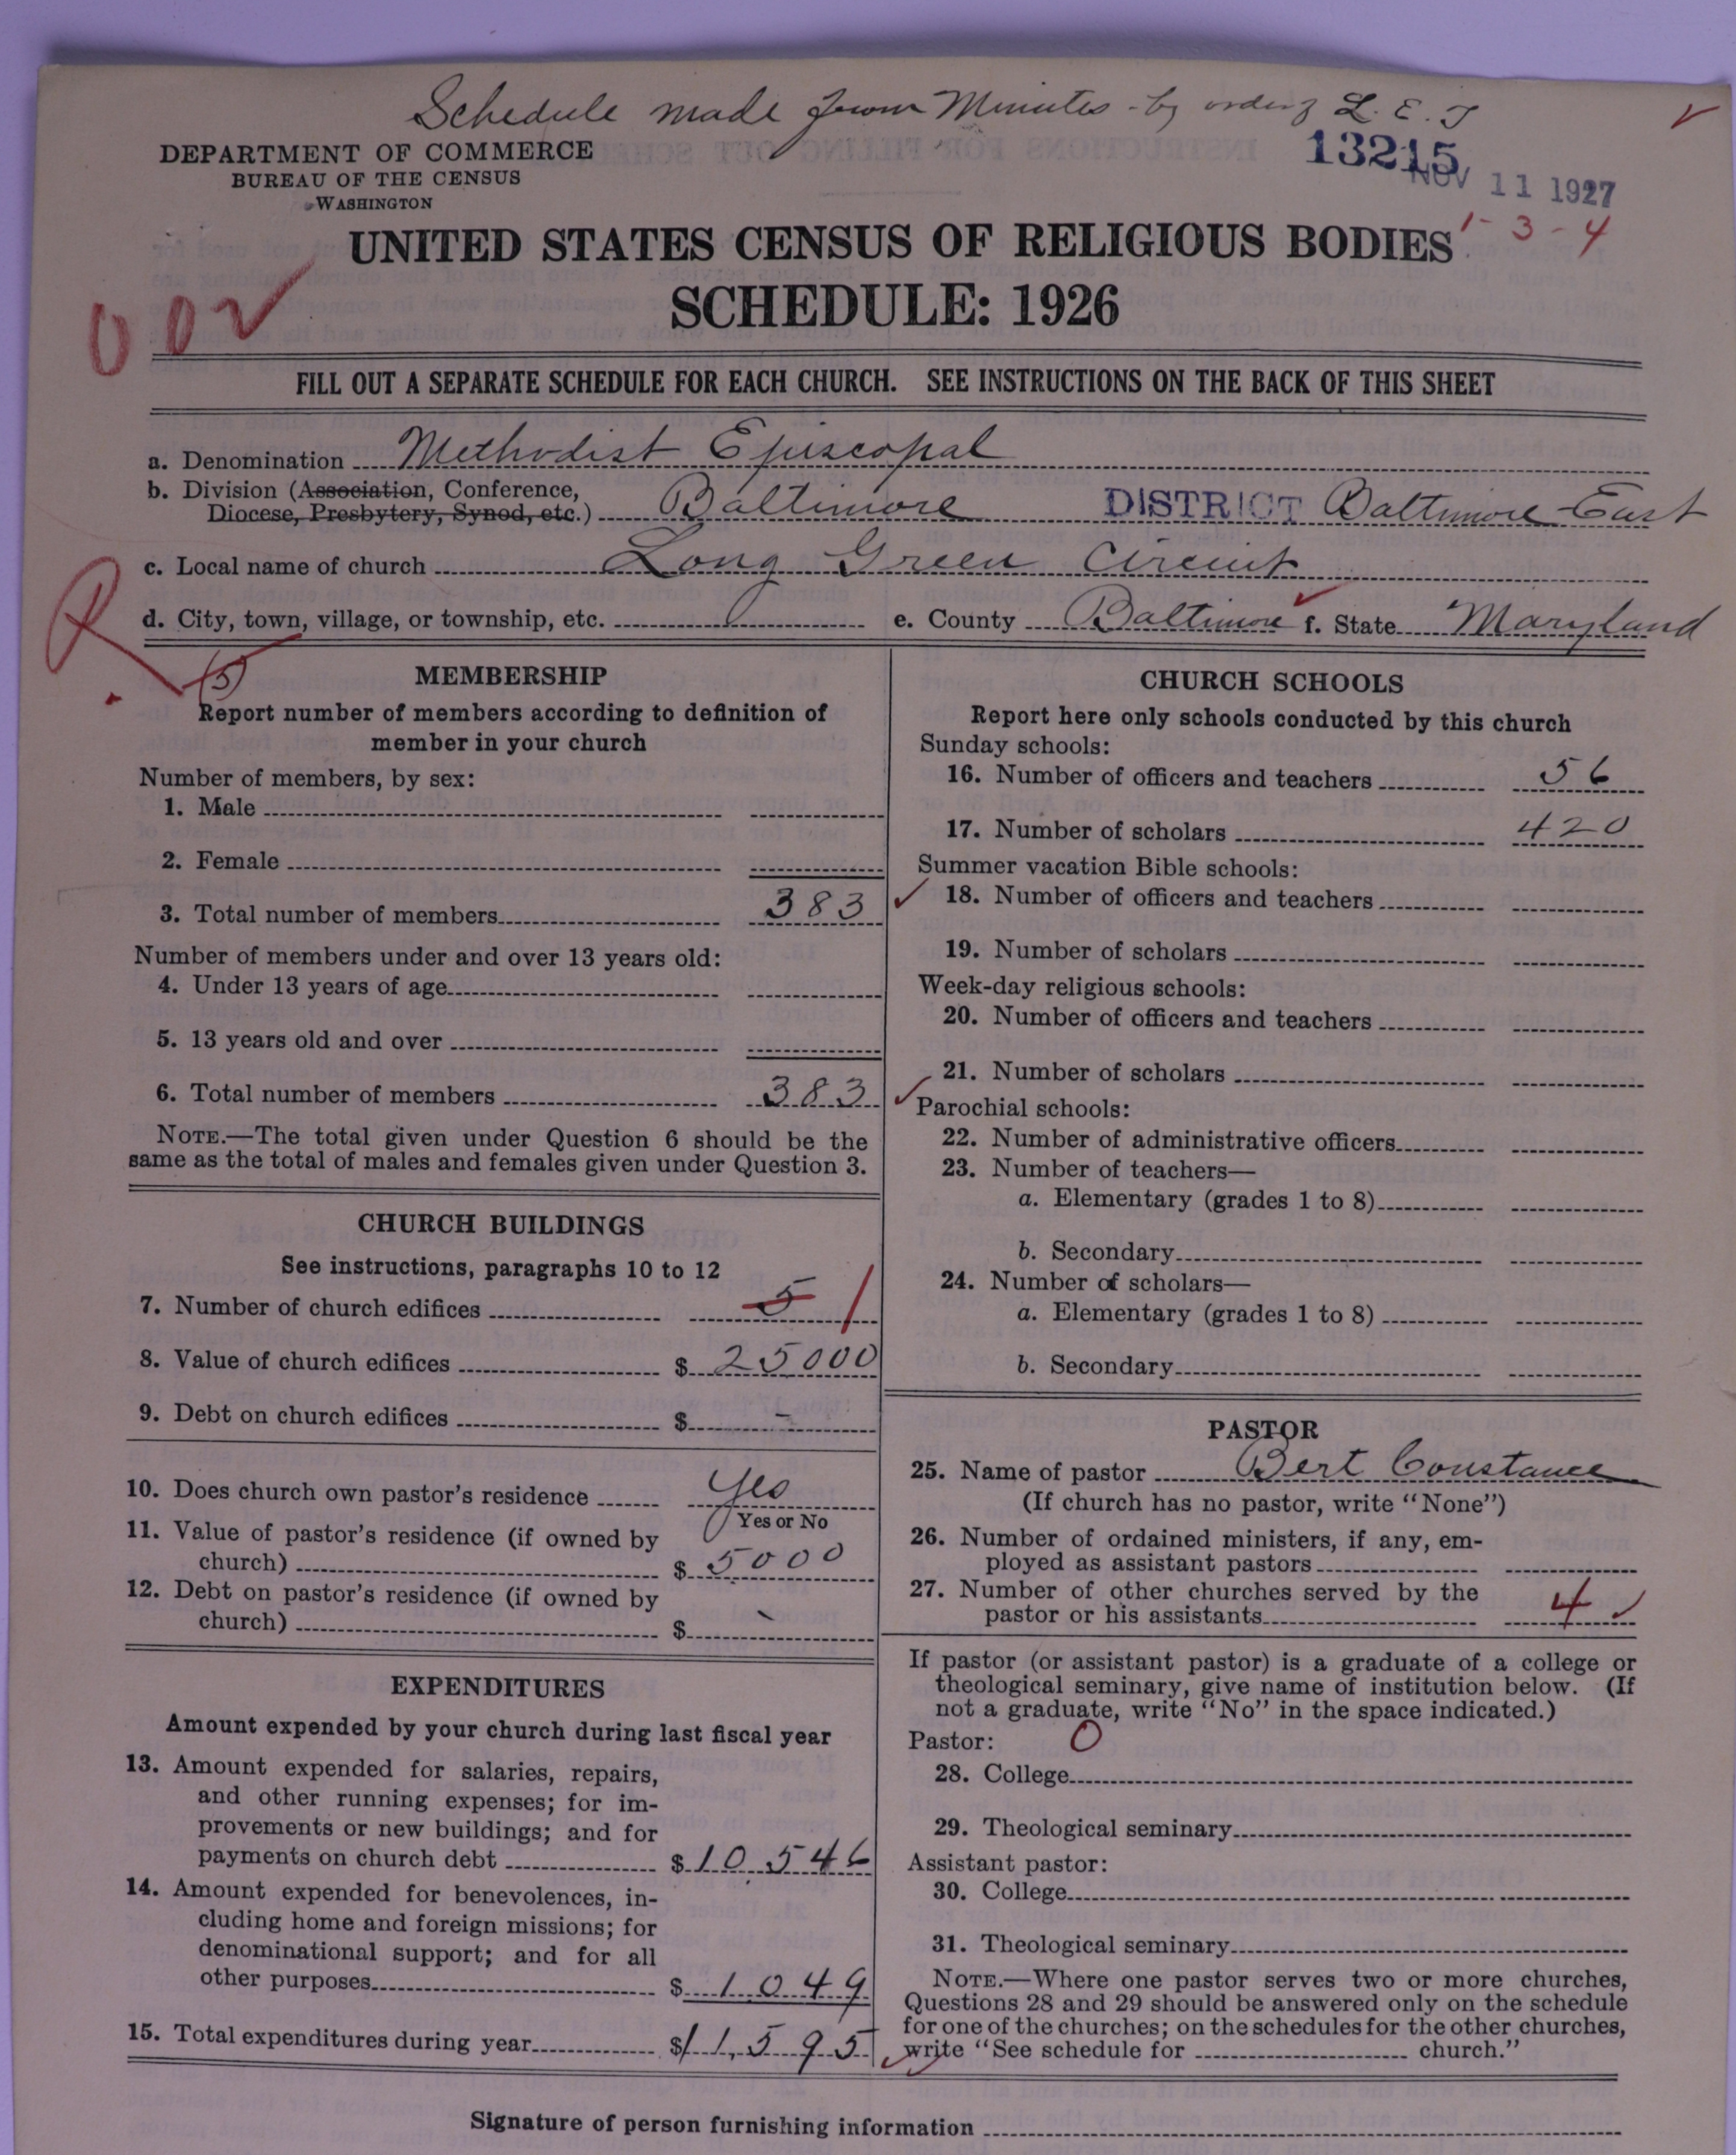 Schedule made from Minutes - by order of L. E. T
DEPARTMENT OF COMMERCE
BUREAU OF THE CENSUS
WASHINGTON
13215
NOV 11 1927
1-3-4
UNITED STATES CENSUS OF RELIGIOUS BODIES
SCHEDULE: 1926
FILL OUT A SEPARATE SCHEDULE FOR EACH CHURCH. SEE INSTRUCTIONS ON THE BACK OF THIS SHEET
a. Denomination Methodist Episcopal
b. Division (Association, Conference,
Diocese, Presbytery, Synod, etc.) Baltimore DISTRICT Baltimore East
c. Local name of church Long Green Circuit
d. City, town, village, or township, etc. e. County Baltimore f. State Maryland
R (5)
MEMBERSHIP
Report number of members according to definition of
member in your church
Number of members, by sex:
1. Male
2. Female
3. Total number of members 383
Number of members under and over 13 years old:
4. Under 13 years of age
5. 13 years old and over
6. Total number of members 383
NOTE.—The total given under Question 6 should be the
same as the total of males and females given under Question 3.
CHURCH BUILDINGS
See instructions, paragraphs 10 to 12
7. Number of church edifices 5 1
8. Value of church edifices $ 25000
9. Debt on church edifices $ -
10. Does church own pastor's residence Yes
Yes or No
11. Value of pastor's residence (if owned by
church) $ 5000
12. Debt on pastor's residence (if owned by
church) $ -
EXPENDITURES
Amount expended by your church during last fiscal year
13. Amount expended for salaries, repairs,
and other running expenses; for im-
provements or new buildings; and for
payments on church debt $ 10,546
14. Amount expended for benevolences, in-
cluding home and foreign missions; for
denominational support; and for all
other purposes $ 1049
15. Total expenditures during year $ 11,595
CHURCH SCHOOLS
Report here only schools conducted by this church
Sunday schools:
16. Number of officers and teachers 56
17. Number of scholars 420
Summer vacation Bible schools:
18. Number of officers and teachers
19. Number of scholars
Week-day religious schools:
20. Number of officers and teachers
21. Number of scholars
Parochial schools:
22. Number of administrative officers
23. Number of teachers—
a. Elementary (grades 1 to 8)
b. Secondary
24. Number of scholars—
a. Elementary (grades 1 to 8)
b. Secondary
PASTOR
25. Name of pastor Bert Constance
(If church has no pastor, write "None")
26. Number of ordained ministers, if any, em-
ployed as assistant pastors
27. Number of other churches served by the
pastor or his assistants 4
If pastor (or assistant pastor) is a graduate of a college or
theological seminary, give name of institution below. (If
not a graduate, write "No" in the space indicated.)
Pastor: 0
28. College
29. Theological seminary
Assistant pastor:
30. College
31. Theological seminary
NOTE.—Where one pastor serves two or more churches,
Questions 28 and 29 should be answered only on the schedule
for one of the churches; on the schedules for the other churches,
write "See schedule for church."
Signature of person furnishing information